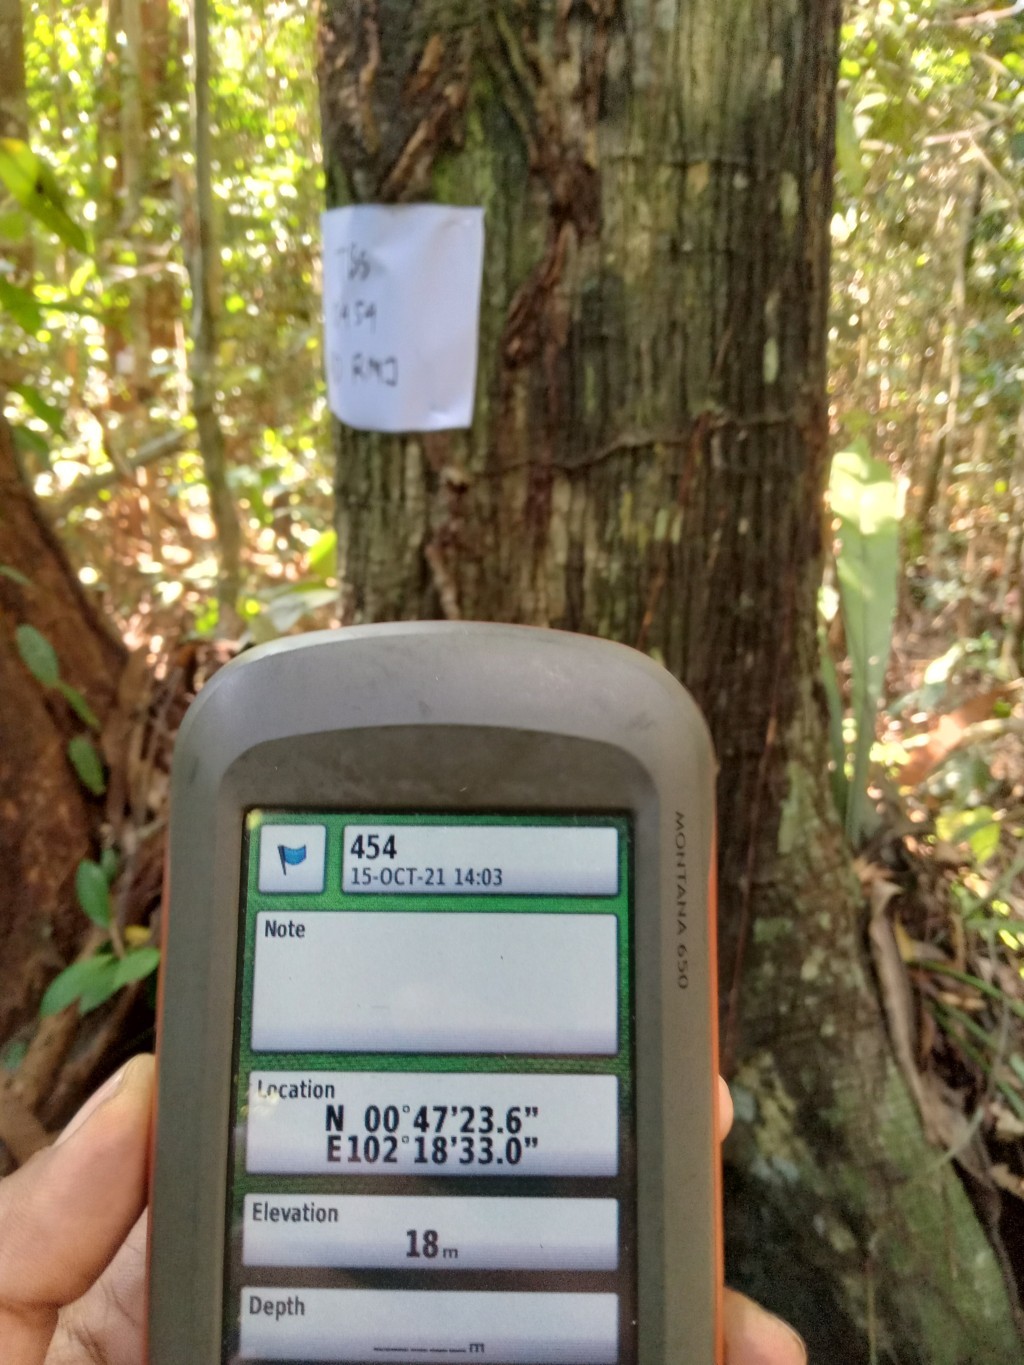 454
15-OCT-21 14:03
Note
Location
N 00°47'23.6"
E102°18'33.0"
Elevation
18m
Depth
_____m
MONTANA 650